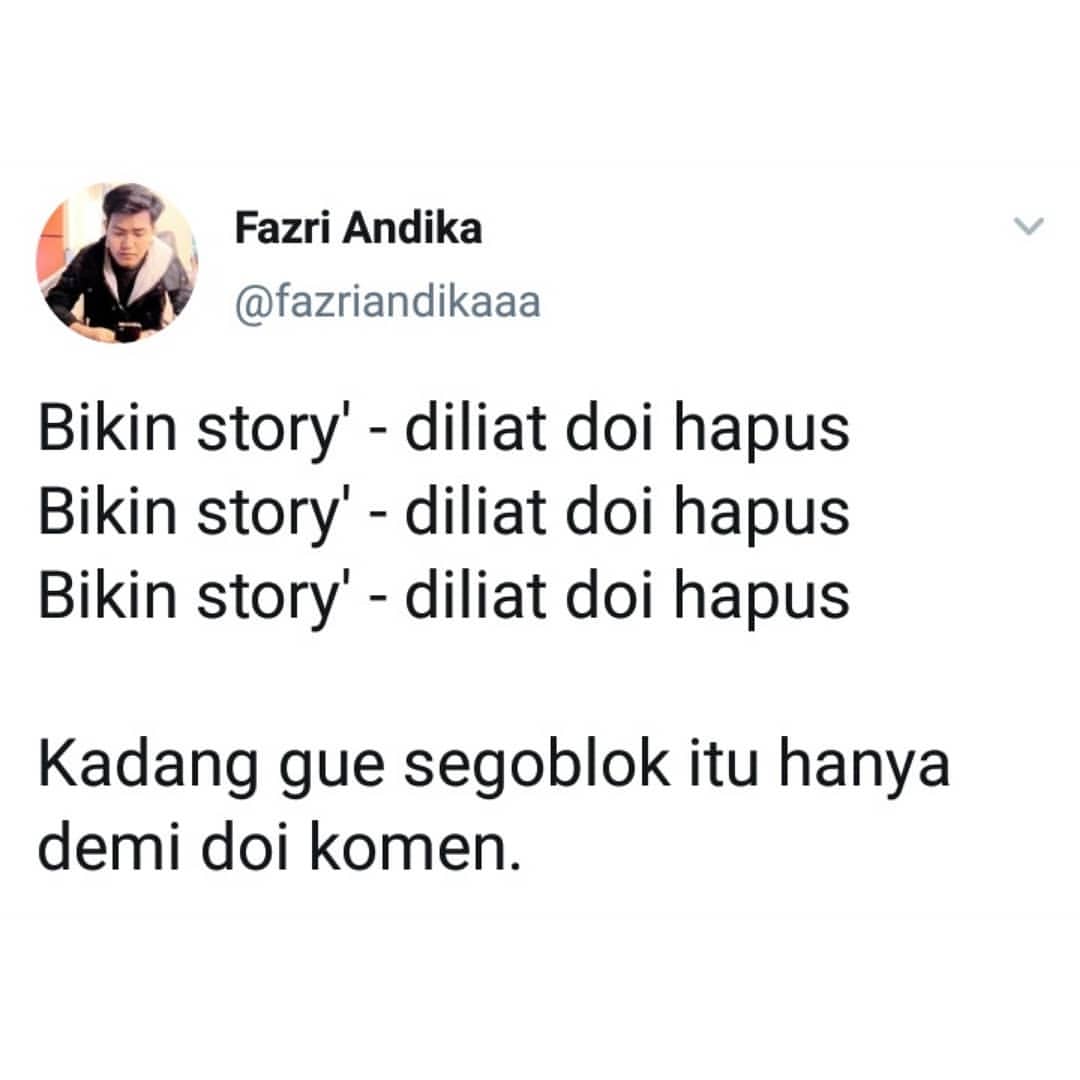 Fazri Andika
@fazriandikaaa
Bikin story' - diliat doi hapus
Bikin story' - diliat doi hapus
Bikin story' - diliat doi hapus
Kadang gue segoblok itu hanya
demi doi komen.